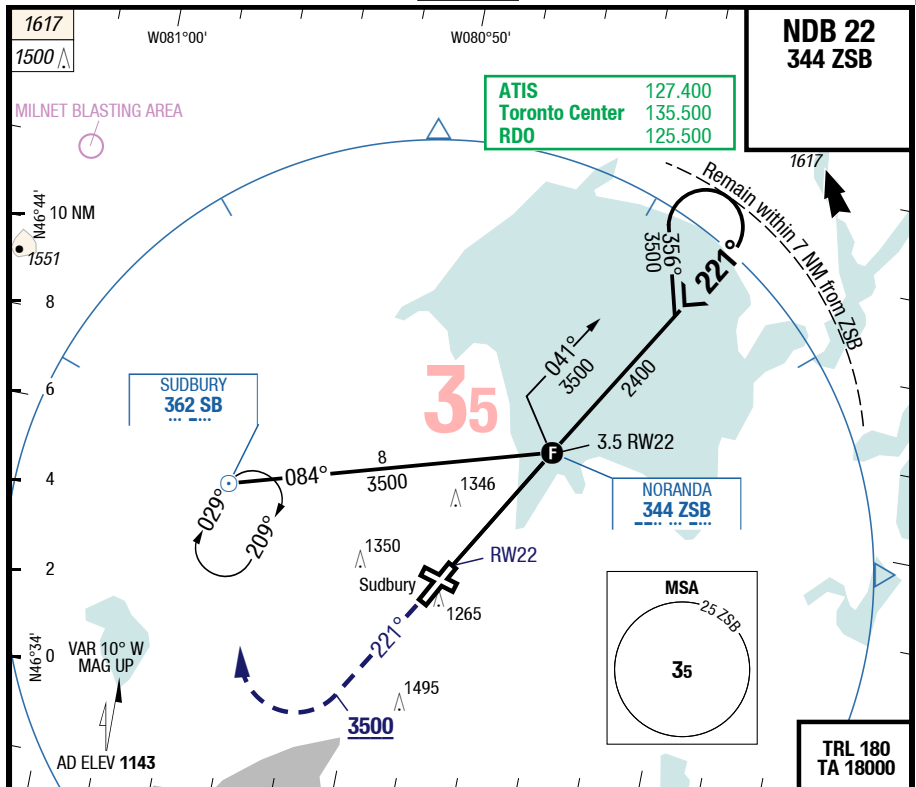 1617
1500
W081°00'
W080°50'
NDB 22
344 ZSB
ATIS 127.400
Toronto Center 135.500
RDO 125.500
MILNET BLASTING AREA
1617
Remain within 7 NM from ZSB
N46°44'
10 NM
1551
356°
3500
221°
8
041°
3500
2400
6
SUDBURY
362 SB
35
3.5 RW22
F
4
084°
8
3500
1346
NORANDA
344 ZSB
029°
209°
1350
RW22
2
Sudbury
1265
MSA
25 ZSB
35
N46°34'
0
VAR 10° W
MAG UP
221°
1495
3500
AD ELEV 1143
TRL 180
TA 18000